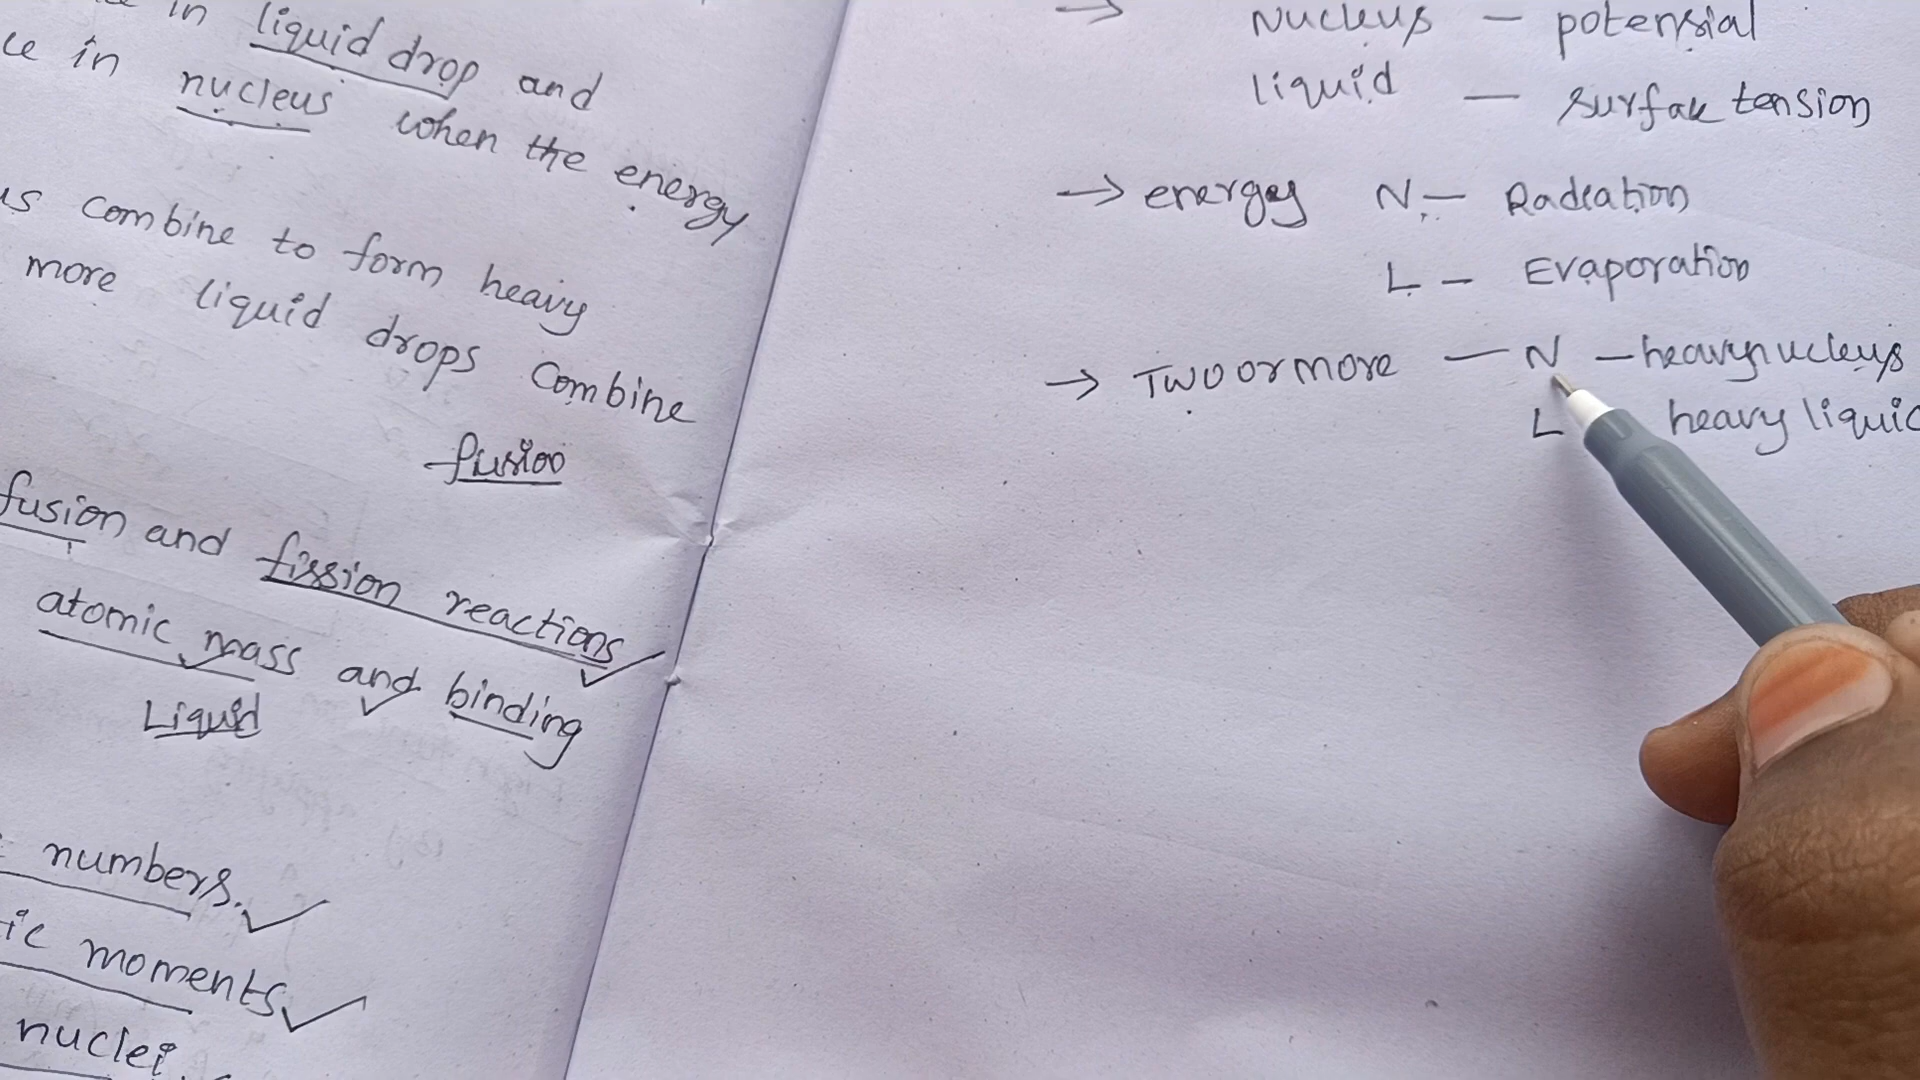 in liquid drop and
ce in nucleus when the energy
us combine to form heavy
more liquid drops combine
fusion
fusion and fission reactions
atomic mass and binding
Liquid
numbers.
ic moments
nuclei.
→ Nucleus - potensial
liquid - surface tension
→ energy N - Radiation
L - Evaporation
→ Two or more - N - heavy nucleus
L heavy liquid